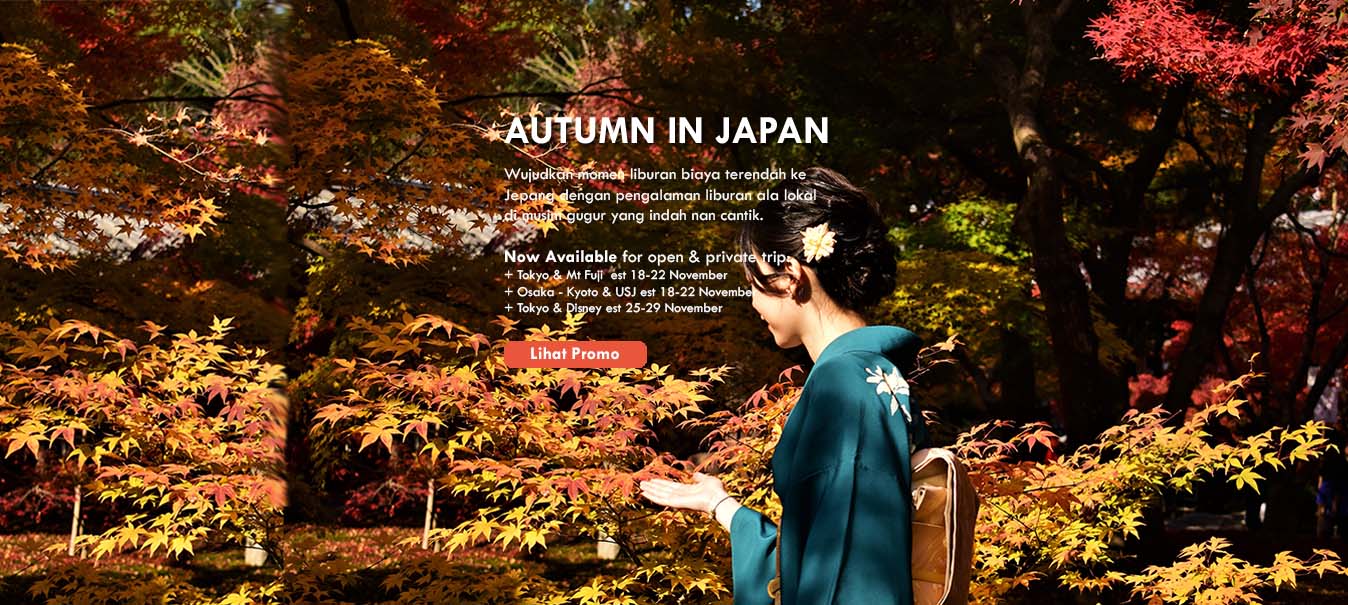 AUTUMN IN JAPAN
Wujudkan momen liburan biaya terendah ke
Jepang dengan pengalaman liburan ala lokal
di musim gugur yang indah nan cantik.
Now Available for open & private trip.
+ Tokyo & Mt Fuji est 18-22 November
+ Osaka - Kyoto & USJ est 18-22 November
+ Tokyo & Disney est 25-29 November
Lihat Promo